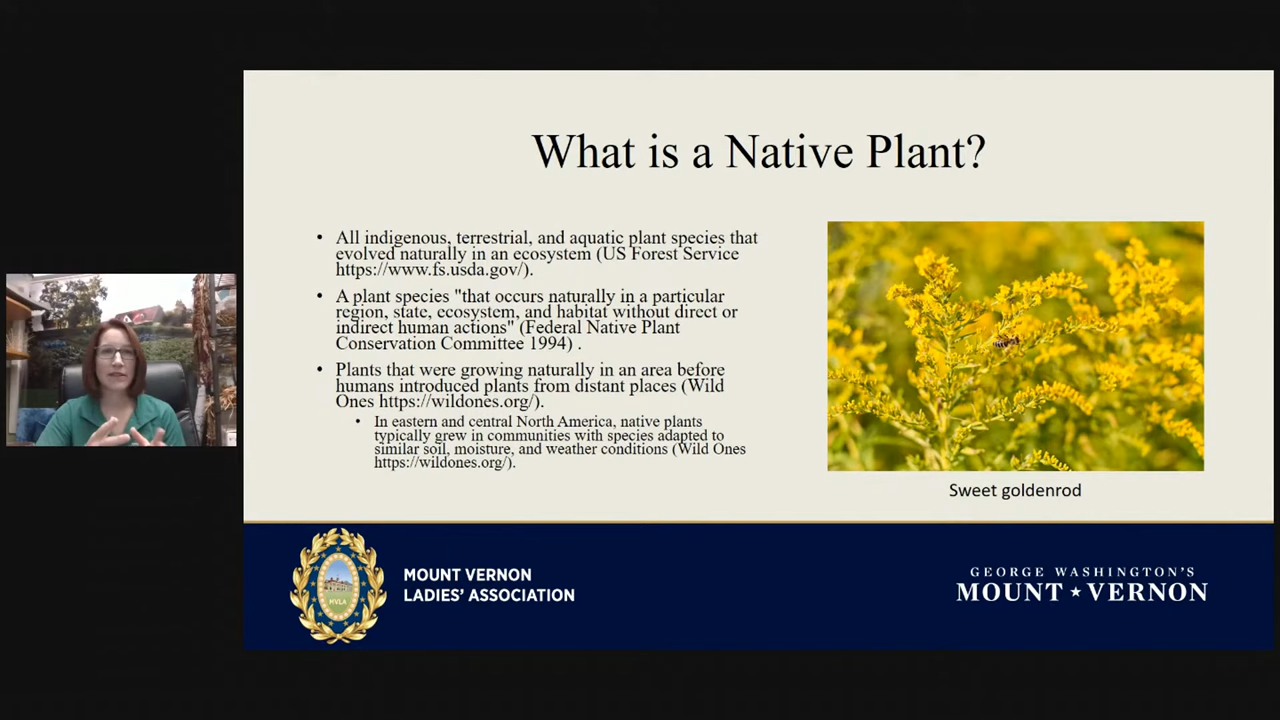 What is a Native Plant?
• All indigenous, terrestrial, and aquatic plant species that
evolved naturally in an ecosystem (US Forest Service
https://www.fs.usda.gov/).
• A plant species "that occurs naturally in a particular
region, state, ecosystem, and habitat without direct or
indirect human actions" (Federal Native Plant
Conservation Committee 1994) .
• Plants that were growing naturally in an area before
humans introduced plants from distant places (Wild
Ones https://wildones.org/).
• In eastern and central North America, native plants
typically grew in communities with species adapted to
similar soil, moisture, and weather conditions (Wild Ones
https://wildones.org/).
Sweet goldenrod
MVLA
MOUNT VERNON
LADIES’ ASSOCIATION
GEORGE WASHINGTON'S
MOUNT ★ VERNON